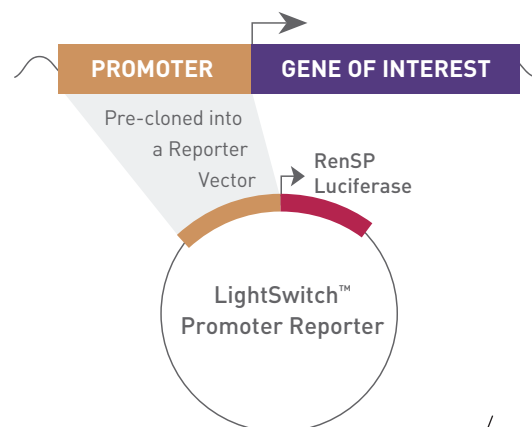 PROMOTER
GENE OF INTEREST
Pre-cloned into
a Reporter
Vector
RenSP
Luciferase
LightSwitch™
Promoter Reporter